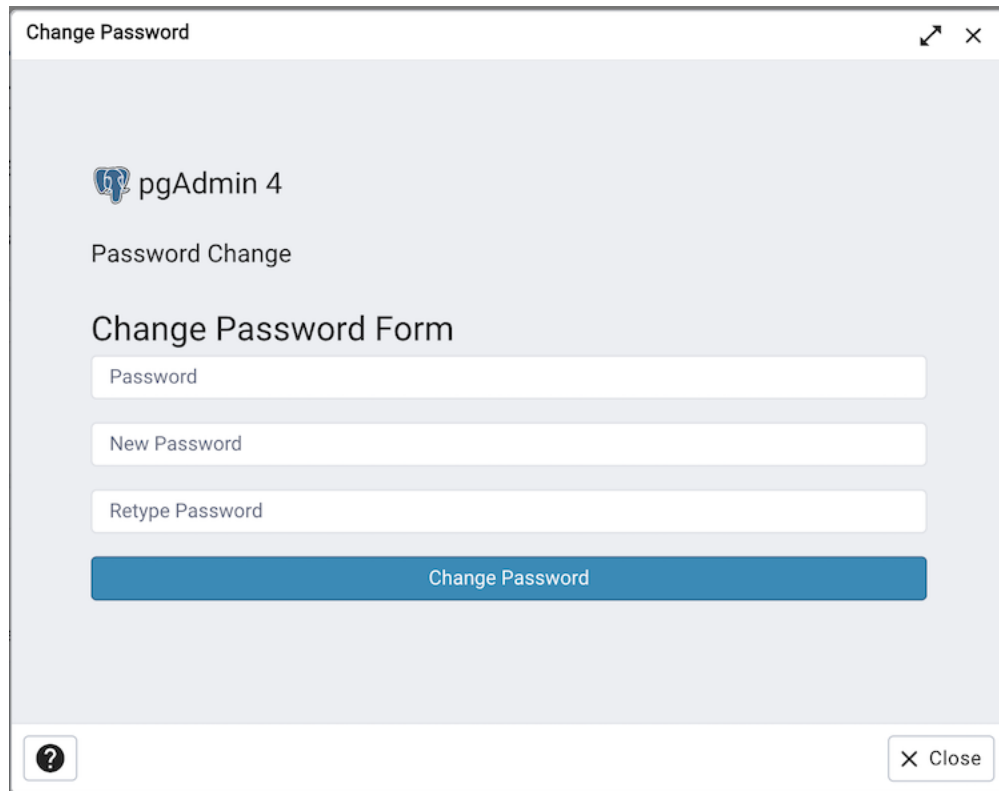 Change Password
pgAdmin 4
Password Change
Change Password Form
Password
New Password
Retype Password
Change Password
?
Close